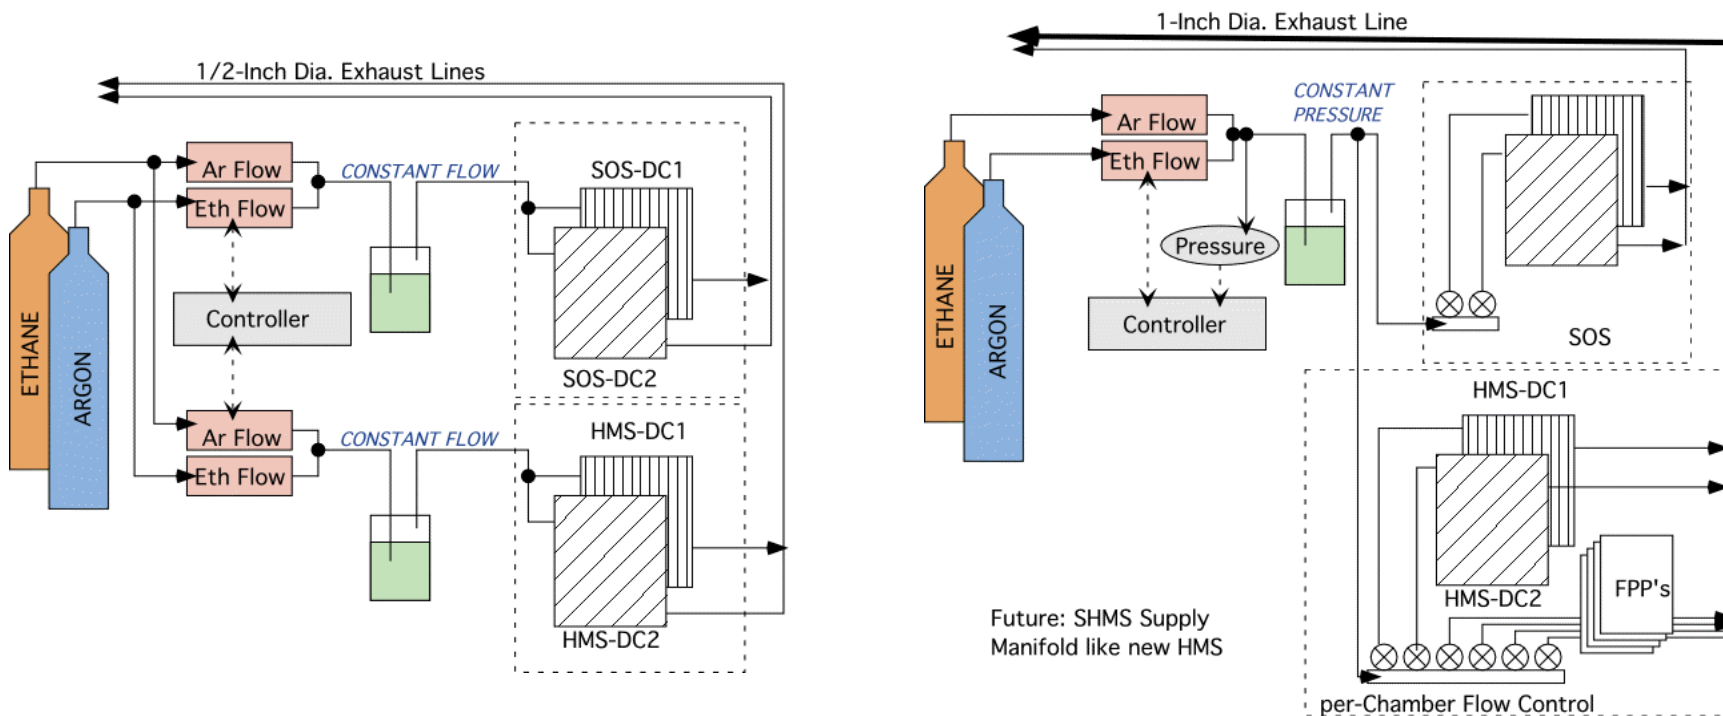 1/2-Inch Dia. Exhaust Lines
ETHANE
ARGON
Ar Flow
Eth Flow
Controller
Ar Flow
Eth Flow
CONSTANT FLOW
CONSTANT FLOW
SOS-DC1
SOS-DC2
HMS-DC1
HMS-DC2
1-Inch Dia. Exhaust Line
ETHANE
ARGON
Ar Flow
Eth Flow
Pressure
Controller
CONSTANT
PRESSURE
SOS
HMS-DC1
HMS-DC2
FPP's
per-Chamber Flow Control
Future: SHMS Supply
Manifold like new HMS